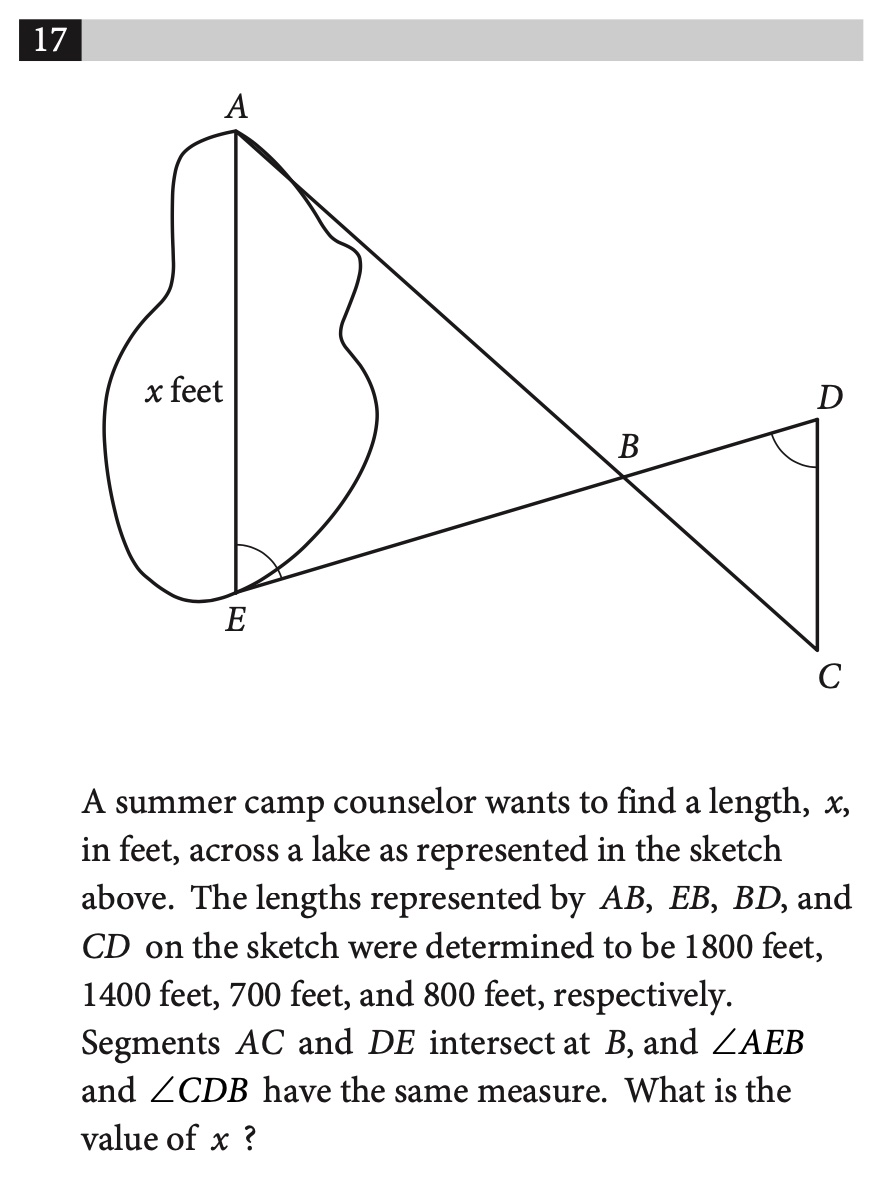 17
A
x feet
D
B
E
C
A summer camp counselor wants to find a length, x,
in feet, across a lake as represented in the sketch
above. The lengths represented by AB, EB, BD, and
CD on the sketch were determined to be 1800 feet,
1400 feet, 700 feet, and 800 feet, respectively.
Segments AC and DE intersect at B, and ∠AEB
and ∠CDB have the same measure. What is the
value of x ?